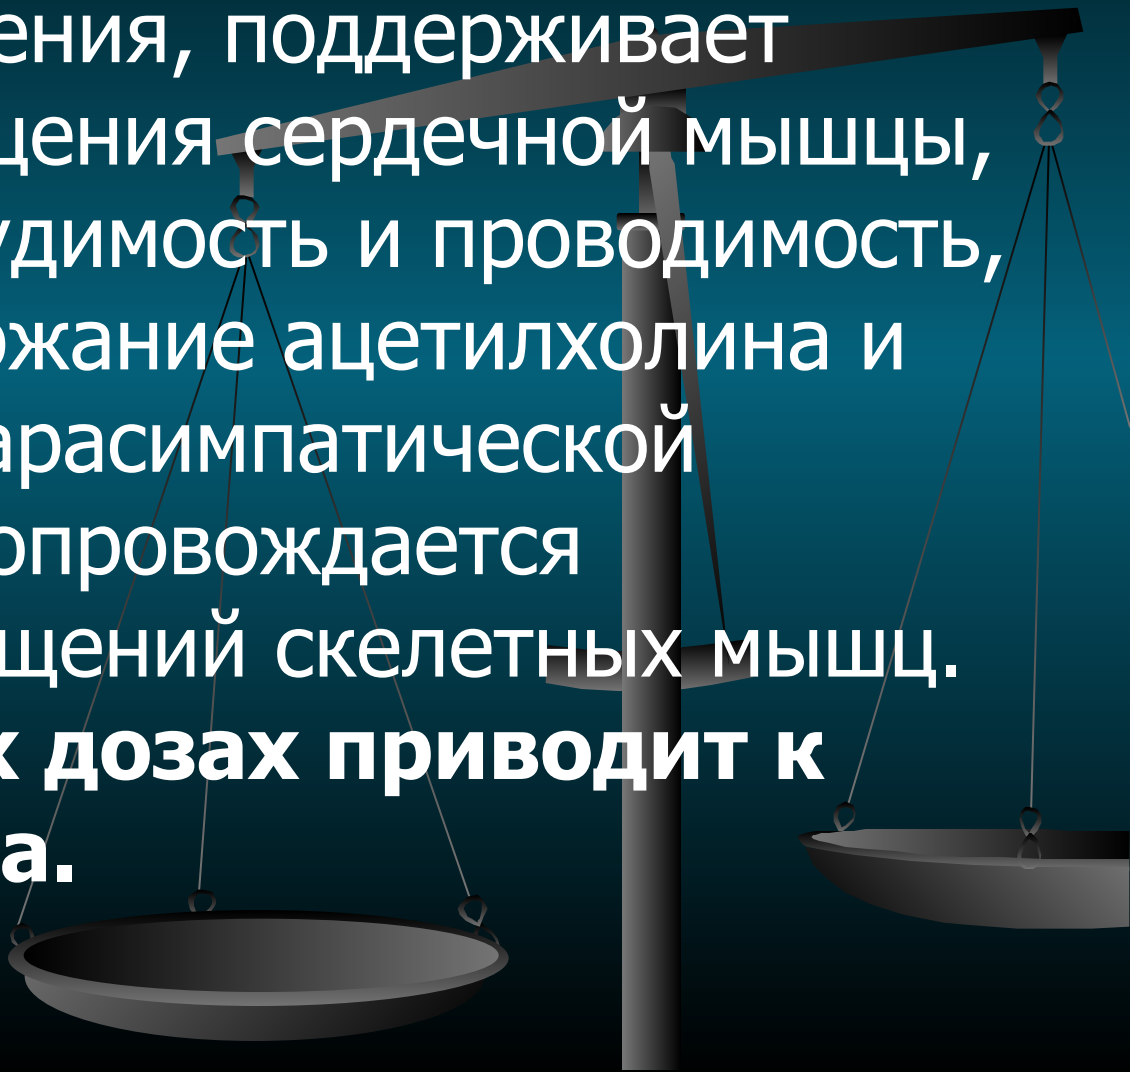 ения, поддерживает
щения сердечной мышцы,
удимость и проводимость,
ржание ацетилхолина и
арасимпатической
опровождается
щений скелетных мышц.
х дозах приводит к
а.